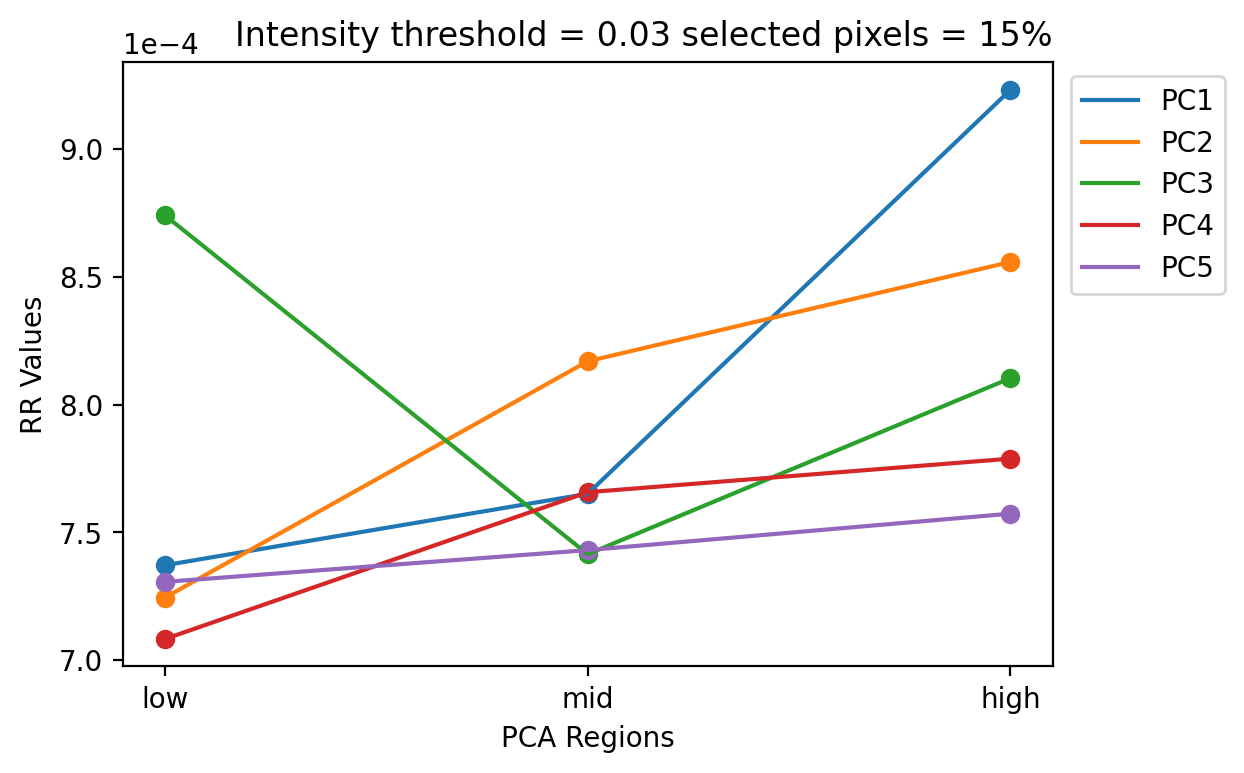 1e−4
Intensity threshold = 0.03 selected pixels = 15%
RR Values
9.0
8.5
8.0
7.5
7.0
low
mid
high
PCA Regions
PC1
PC2
PC3
PC4
PC5